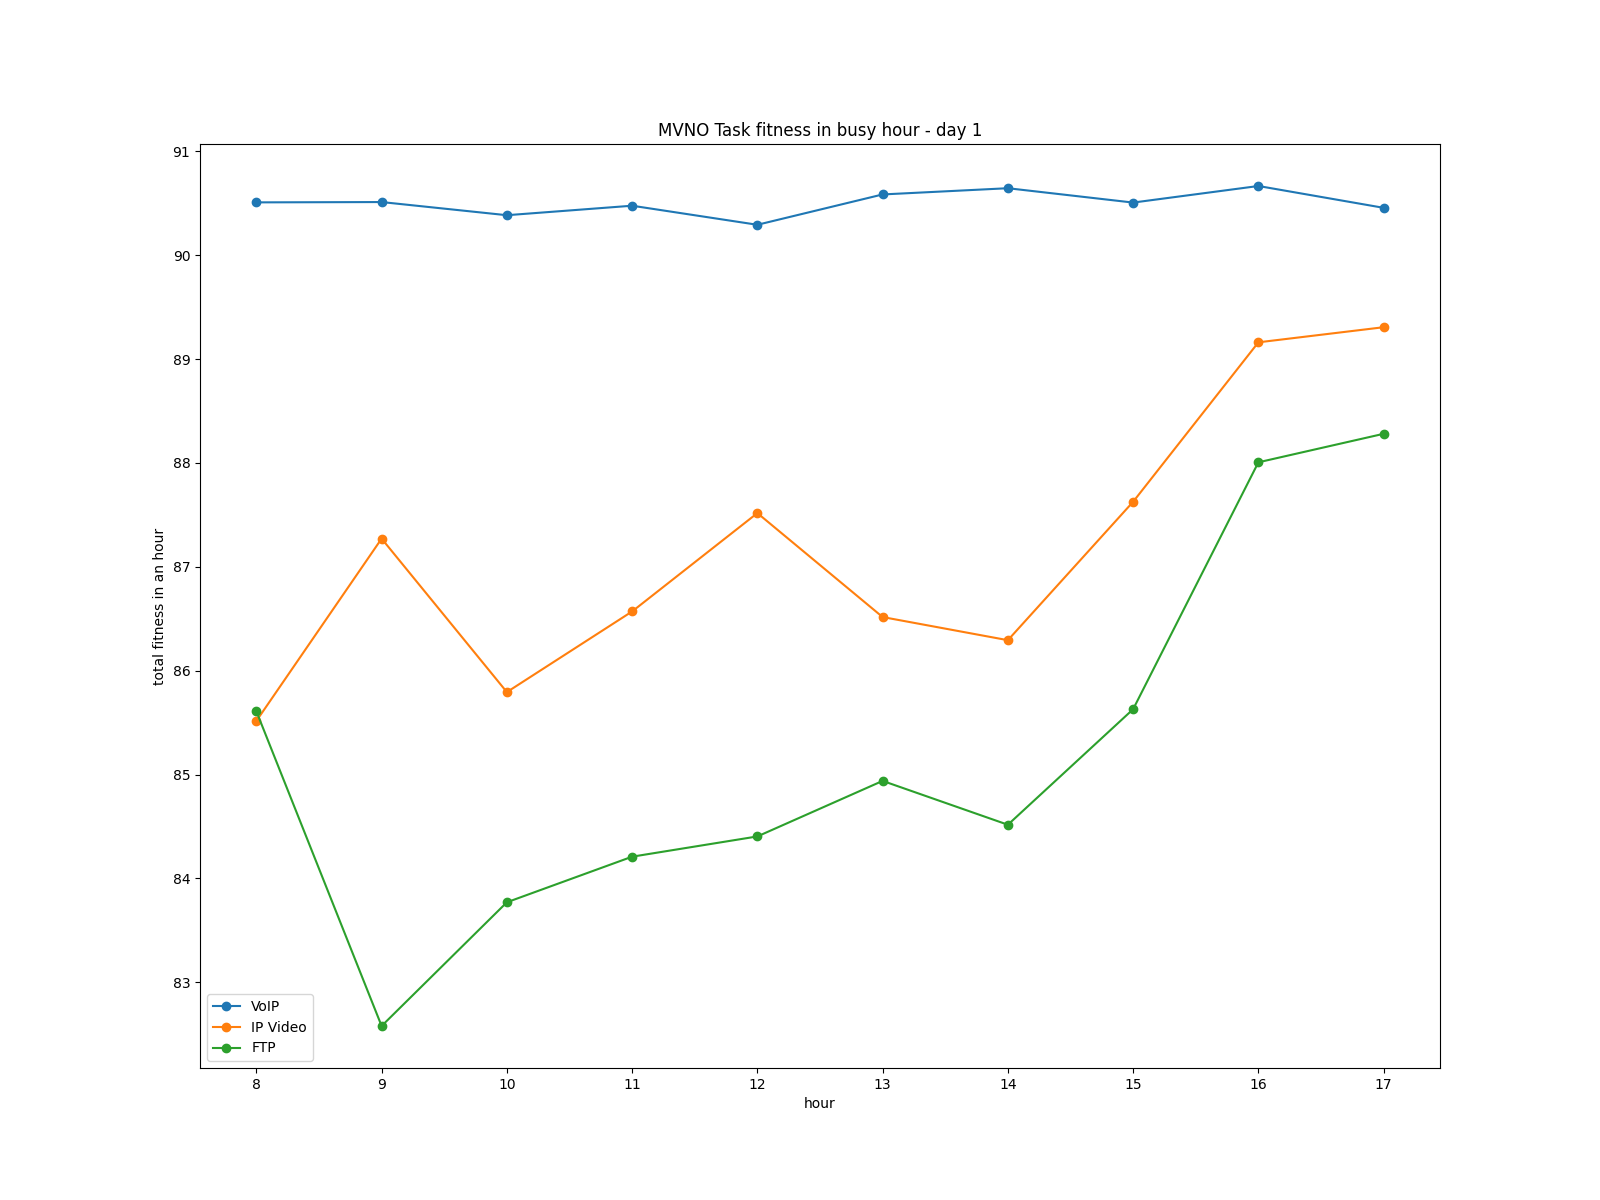 MVNO Task fitness in busy hour - day 1
total fitness in an hour
91
90
89
88
87
86
85
84
83
VoIP
IP Video
FTP
8 9 10 11 12 13 14 15 16 17
hour